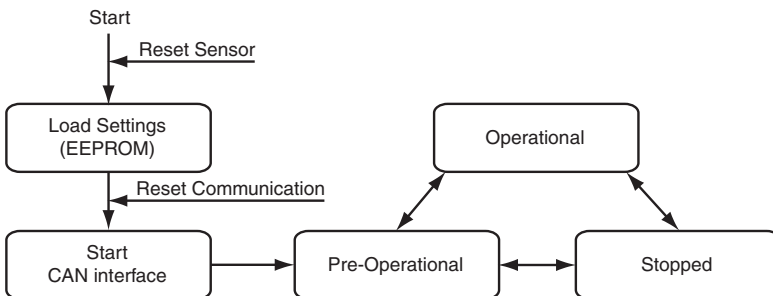 Start
Reset Sensor
Load Settings
(EEPROM)
Operational
Reset Communication
Start
CAN interface
Pre-Operational
Stopped